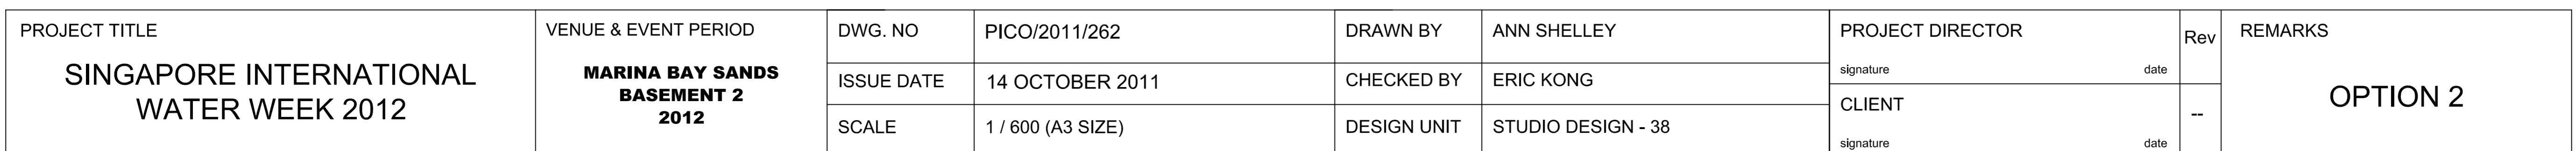 PROJECT TITLE
SINGAPORE INTERNATIONAL
WATER WEEK 2012
VENUE & EVENT PERIOD
MARINA BAY SANDS
BASEMENT 2
2012
DWG. NO
PICO/2011/262
ISSUE DATE
14 OCTOBER 2011
SCALE
1 / 600 (A3 SIZE)
DRAWN BY
ANN SHELLEY
CHECKED BY
ERIC KONG
DESIGN UNIT
STUDIO DESIGN - 38
PROJECT DIRECTOR
signature date
CLIENT
signature date
Rev
--
REMARKS
OPTION 2